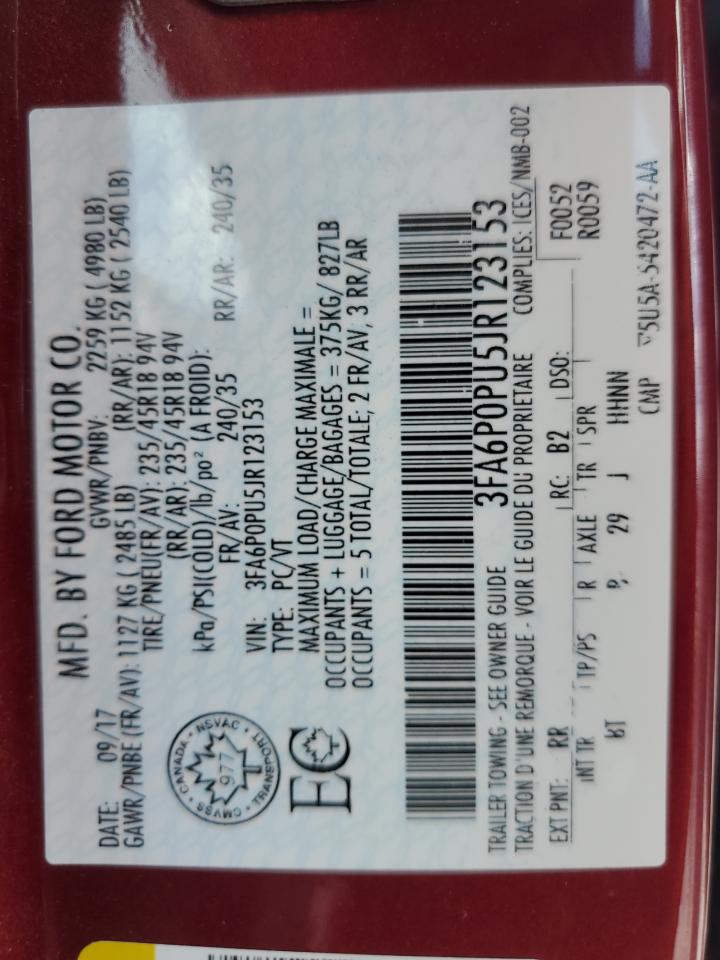 MFD. BY FORD MOTOR CO.
DATE: 09/17 GVWR/PNBV: 2259 KG ( 4980 LB)
GAWR/PNBE (FR/AV): 1127 KG ( 2485 LB) (RR/AR): 1152 KG ( 2540 LB)
TIRE/PNEU(FR/AV): 235/45R18 94V
(RR/AR): 235/45R18 94V
kPa/PSI(COLD)/lb/po² (A FROID):
FR/AV: 240/35 RR/AR: 240/35
VIN: 3FA6P0PU5JR123153
TYPE: PC/VT
MAXIMUM LOAD/CHARGE MAXIMALE =
OCCUPANTS + LUGGAGE/BAGAGES = 375KG/ 827LB
OCCUPANTS = 5 TOTAL/TOTALE; 2 FR/AV, 3 RR/AR
CANADA · NSVAC · TRANSPORT · CMVSS
977
EC
3FA6P0PU5JR123153
TRAILER TOWING - SEE OWNER GUIDE
TRACTION D'UNE REMORQUE - VOIR LE GUIDE DU PROPRIETAIRE COMPLIES: ICES/NMB-002
EXT PNT: RR RC: B2 DSO: F0052
R0059
INT TR TP/PS R AXLE TR SPR
29 J HHNN
CMP 5U5A-5420472-AA